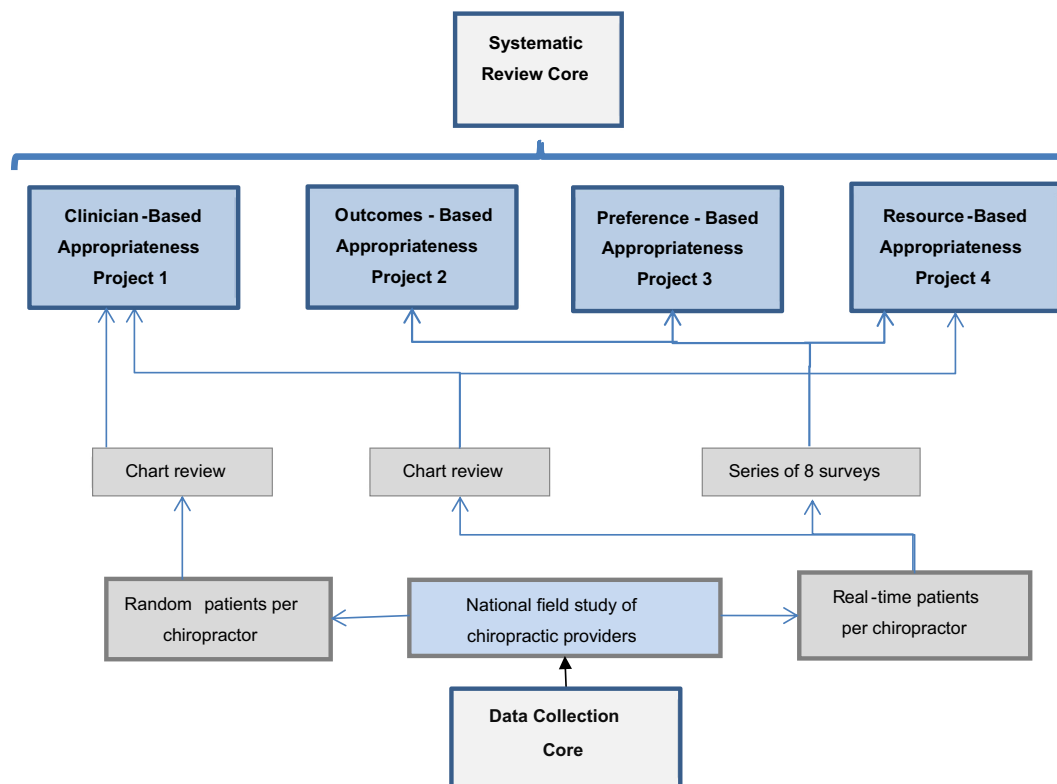 Systematic
Review Core
Clinician-Based
Appropriateness
Project 1
Outcomes - Based
Appropriateness
Project 2
Preference - Based
Appropriateness
Project 3
Resource-Based
Appropriateness
Project 4
Chart review
Chart review
Series of 8 surveys
Random patients per
chiropractor
National field study of
chiropractic providers
Real-time patients
per chiropractor
Data Collection
Core